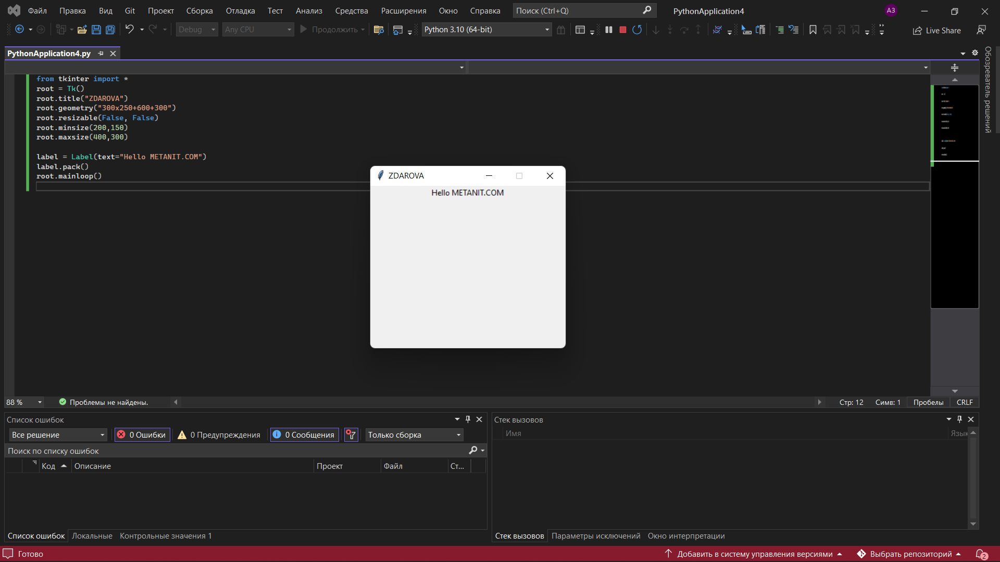 Файл Правка Вид Git Проект Сборка Отладка Тест Анализ Средства Расширения Окно Справка Поиск (Ctrl+Q) PythonApplication4 АЗ
Debug Any CPU Продолжить Python 3.10 (64-bit) Live Share
PythonApplication4.py
Обозреватель решений
from tkinter import *
root = Tk()
root.title("ZDAROVA")
root.geometry("300x250+600+300")
root.resizable(False, False)
root.minsize(200,150)
root.maxsize(400,300)
label = Label(text="Hello METANIT.COM")
label.pack()
root.mainloop()
ZDAROVA
Hello METANIT.COM
88 % Проблемы не найдены. Стр: 12 Симв: 1 Пробелы CRLF
Список ошибок
Все решение 0 Ошибки 0 Предупреждения 0 Сообщения Только сборка
Поиск по списку ошибок
Код Описание Проект Файл Ст...
Список ошибок Локальные Контрольные значения 1
Стек вызовов
Имя Язык
Стек вызовов Параметры исключений Окно интерпретации
Готово Добавить в систему управления версиями Выбрать репозиторий 2